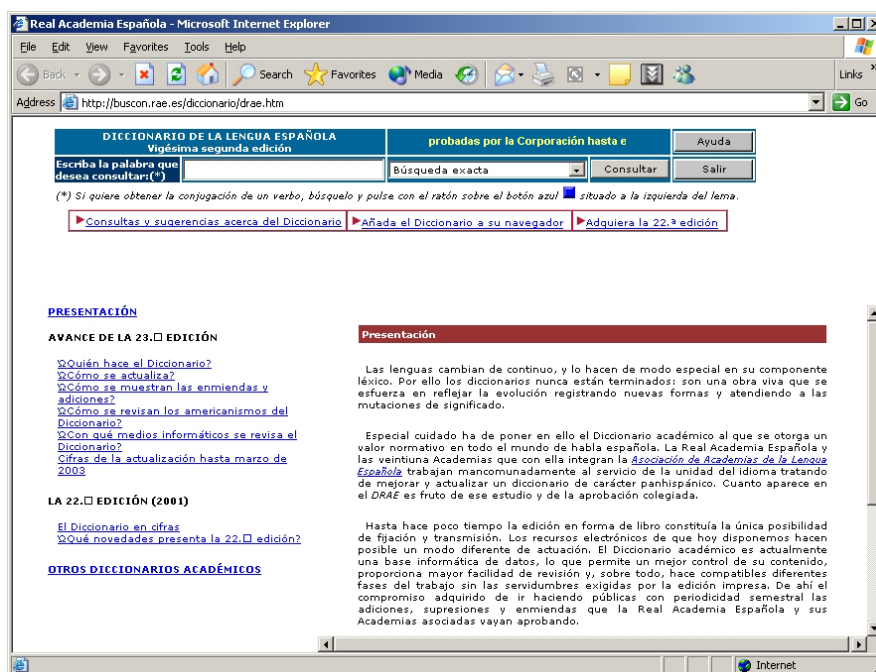 Real Academia Española - Microsoft Internet Explorer
File Edit View Favorites Tools Help
Back Search Favorites Media Links
Address http://buscon.rae.es/diccionario/drae.htm Go
DICCIONARIO DE LA LENGUA ESPAÑOLA
Vigésima segunda edición
probadas por la Corporación hasta e
Ayuda
Escriba la palabra que
desea consultar:(*)
Búsqueda exacta Consultar Salir
(*) Si quiere obtener la conjugación de un verbo, búsquelo y pulse con el ratón sobre el botón azul situado a la izquierda del lema.
Consultas y sugerencias acerca del Diccionario Añada el Diccionario a su navegador Adquiera la 22.ª edición
PRESENTACIÓN
AVANCE DE LA 23.□ EDICIÓN
Quién hace el Diccionario?
Cómo se actualiza?
Cómo se muestran las enmiendas y
adiciones?
Cómo se revisan los americanismos del
Diccionario?
Con qué medios informáticos se revisa el
Diccionario?
Cifras de la actualización hasta marzo de
2003
LA 22.□ EDICIÓN (2001)
El Diccionario en cifras
Qué novedades presenta la 22.□ edición?
OTROS DICCIONARIOS ACADÉMICOS
Presentación
Las lenguas cambian de continuo, y lo hacen de modo especial en su componente
léxico. Por ello los diccionarios nunca están terminados: son una obra viva que se
esfuerza en reflejar la evolución registrando nuevas formas y atendiendo a las
mutaciones de significado.
Especial cuidado ha de poner en ello el Diccionario académico al que se otorga un
valor normativo en todo el mundo de habla española. La Real Academia Española y
las veintiuna Academias que con ella integran la Asociación de Academias de la Lengua
Española trabajan mancomunadamente al servicio de la unidad del idioma tratando
de mejorar y actualizar un diccionario de carácter panhispánico. Cuanto aparece en
el DRAE es fruto de ese estudio y de la aprobación colegiada.
Hasta hace poco tiempo la edición en forma de libro constituía la única posibilidad
de fijación y transmisión. Los recursos electrónicos de que hoy disponemos hacen
posible un modo diferente de actuación. El Diccionario académico es actualmente
una base informática de datos, lo que permite un mejor control de su contenido,
proporciona mayor facilidad de revisión y, sobre todo, hace compatibles diferentes
fases del trabajo sin las servidumbres exigidas por la edición impresa. De ahí el
compromiso adquirido de ir haciendo públicas con periodicidad semestral las
adiciones, supresiones y enmiendas que la Real Academia Española y sus
Academias asociadas vayan aprobando.
Internet